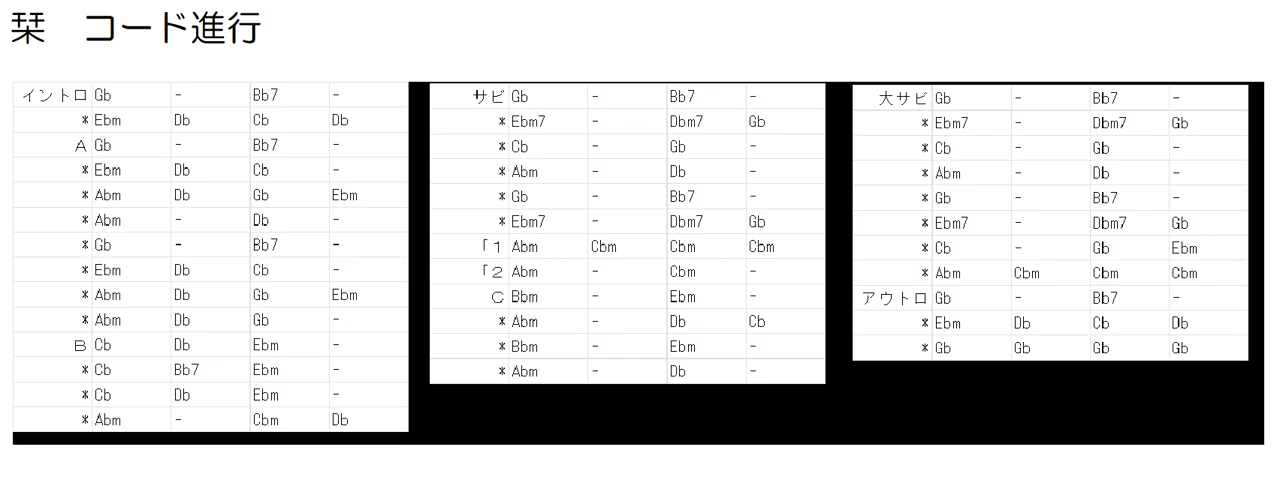 栞 コード進行
イントロ Gb - Bb7 -
* Ebm Db Cb Db
A Gb - Bb7 -
* Ebm Db Cb -
* Abm Db Gb Ebm
* Abm - Db -
* Gb - Bb7 -
* Ebm Db Cb -
* Abm Db Gb Ebm
* Abm Db Gb -
B Cb Db Ebm -
* Cb Bb7 Ebm -
* Cb Db Ebm -
* Abm - Cbm Db
サビ Gb - Bb7 -
* Ebm7 - Dbm7 Gb
* Cb - Gb -
* Abm - Db -
* Gb - Bb7 -
* Ebm7 - Dbm7 Gb
「1 Abm Cbm Cbm Cbm
「2 Abm - Cbm -
C Bbm - Ebm -
* Abm - Db Cb
* Bbm - Ebm -
* Abm - Db -
大サビ Gb - Bb7 -
* Ebm7 - Dbm7 Gb
* Cb - Gb -
* Abm - Db -
* Gb - Bb7 -
* Ebm7 - Dbm7 Gb
* Cb - Gb Ebm
* Abm Cbm Cbm Cbm
アウトロ Gb - Bb7 -
* Ebm Db Cb Db
* Gb Gb Gb Gb